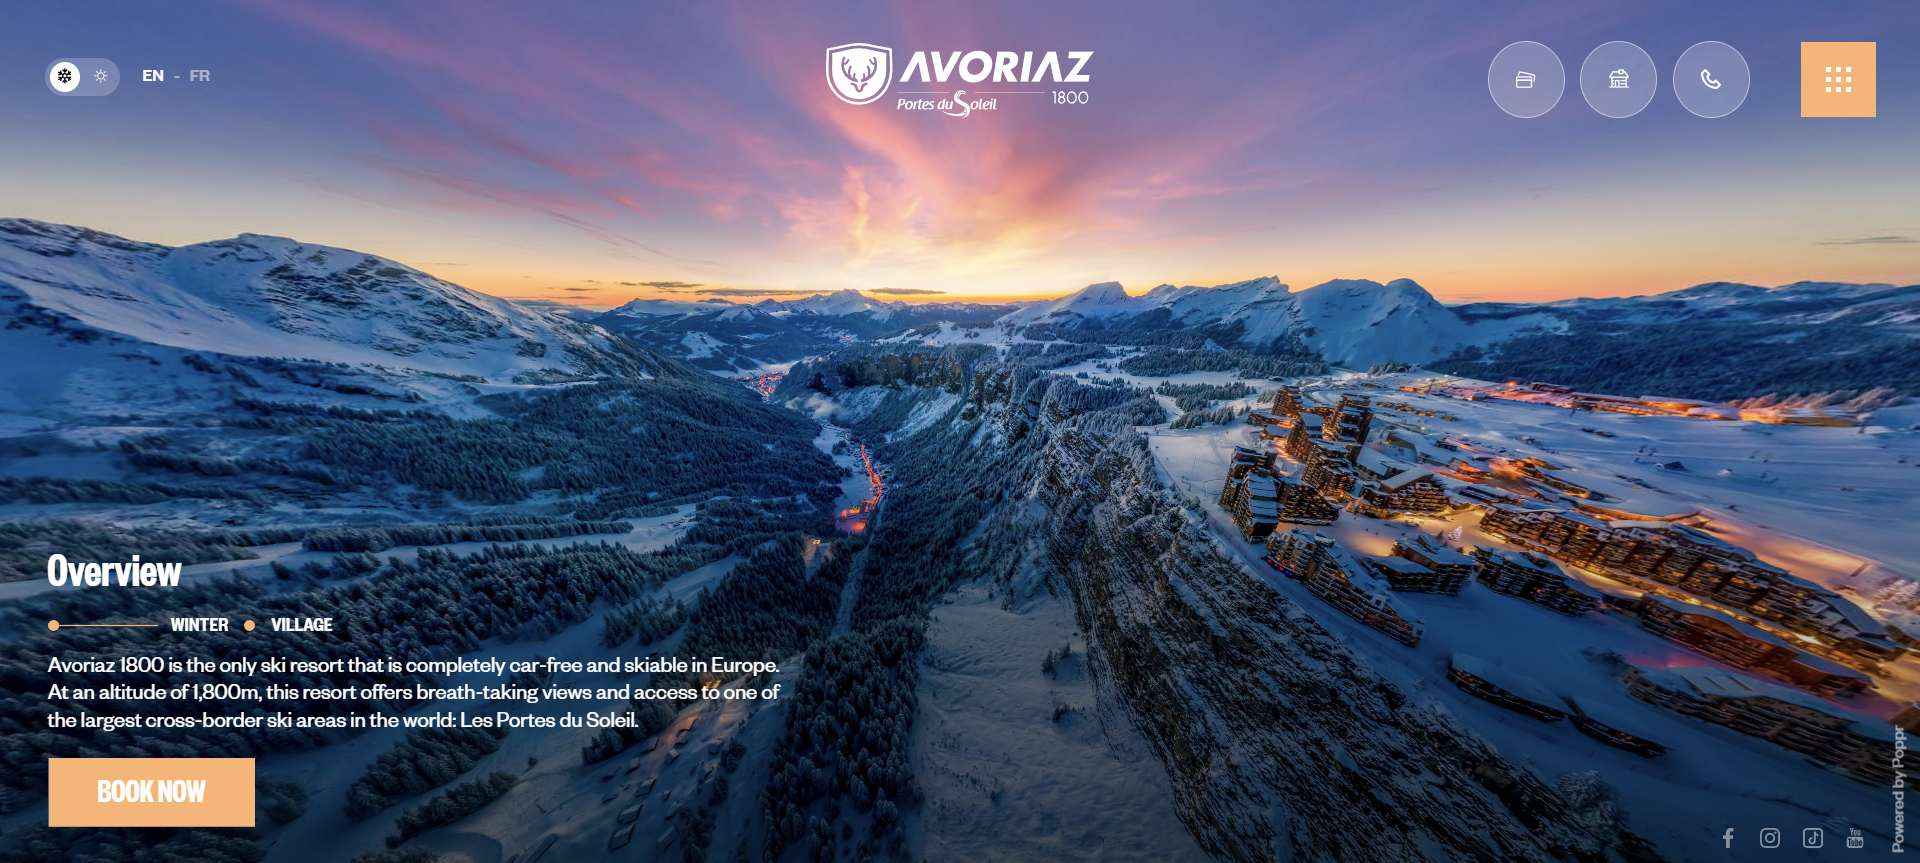 EN - FR
AVORIAZ
Portes du Soleil
1800
Overview
WINTER
VILLAGE
Avoriaz 1800 is the only ski resort that is completely car-free and skiable in Europe.
At an altitude of 1,800m, this resort offers breath-taking views and access to one of
the largest cross-border ski areas in the world: Les Portes du Soleil.
BOOK NOW
You
Tube
Powered by Poppr